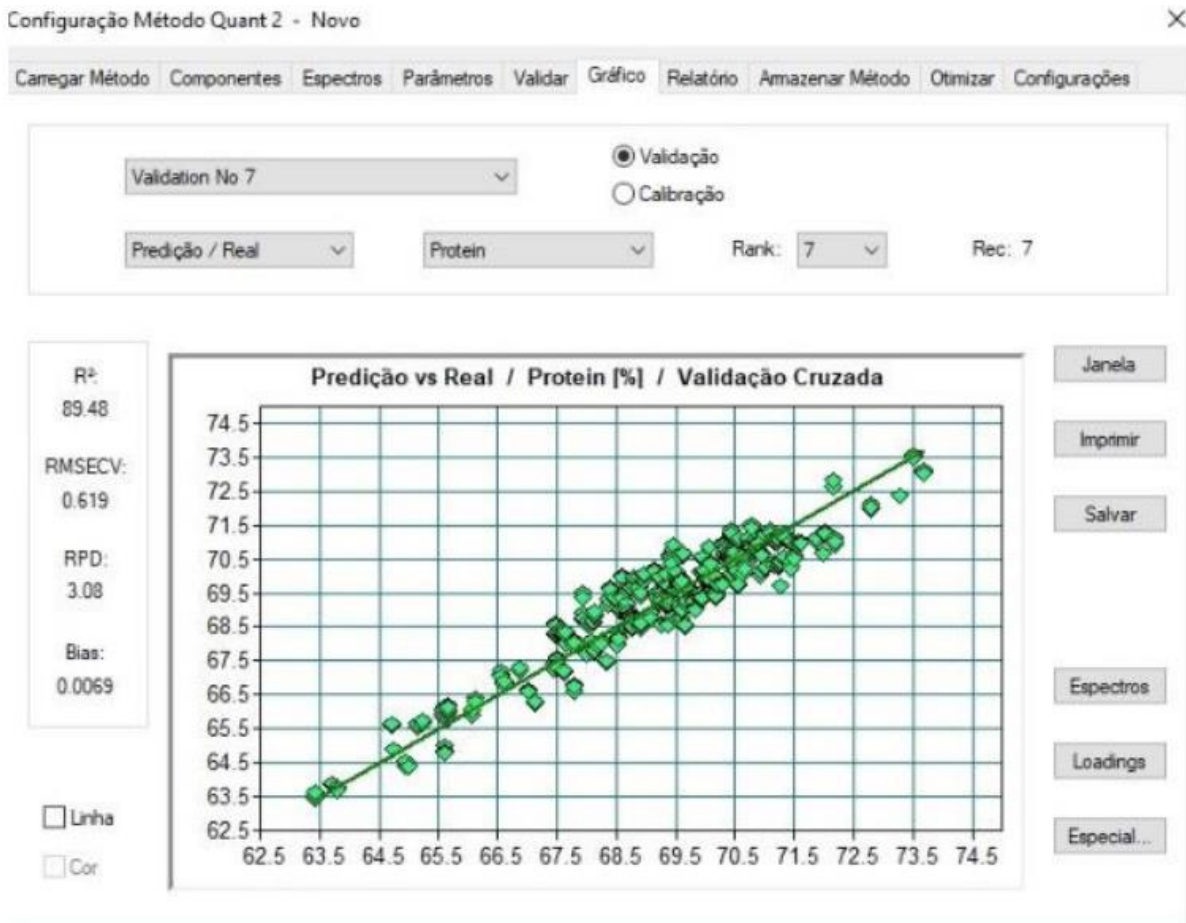 Configuração Método Quant 2 - Novo
Carregar Método Componentes Espectros Parâmetros Validar Gráfico Relatório Armazenar Método Otimizar Configurações
Validation No 7
Validação
Calibração
Predição / Real Protein Rank: 7 Rec: 7
R²:
89.48
RMSECV:
0.619
RPD:
3.08
Bias:
0.0069
Linha
Cor
Predição vs Real / Protein [%] / Validação Cruzada
74.5
73.5
72.5
71.5
70.5
69.5
68.5
67.5
66.5
65.5
64.5
63.5
62.5
62.5 63.5 64.5 65.5 66.5 67.5 68.5 69.5 70.5 71.5 72.5 73.5 74.5
Janela
Imprimir
Salvar
Espectros
Loadings
Especial...